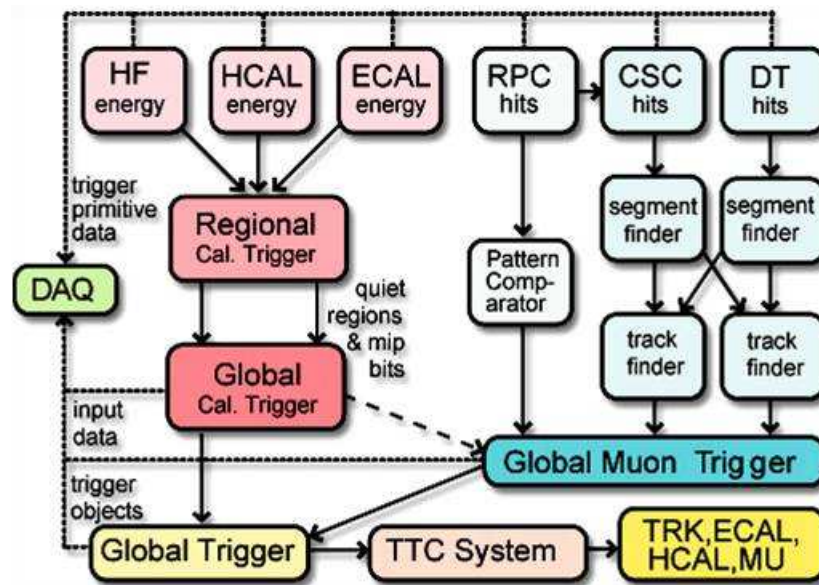 HF
energy
HCAL
energy
ECAL
energy
RPC
hits
CSC
hits
DT
hits
trigger
primitive
data
Regional
Cal. Trigger
segment
finder
segment
finder
DAQ
Pattern
Comp-
arator
quiet
regions
& mip
bits
Global
Cal. Trigger
track
finder
track
finder
input
data
Global Muon Trigger
trigger
objects
Global Trigger
TTC System
TRK,ECAL,
HCAL,MU